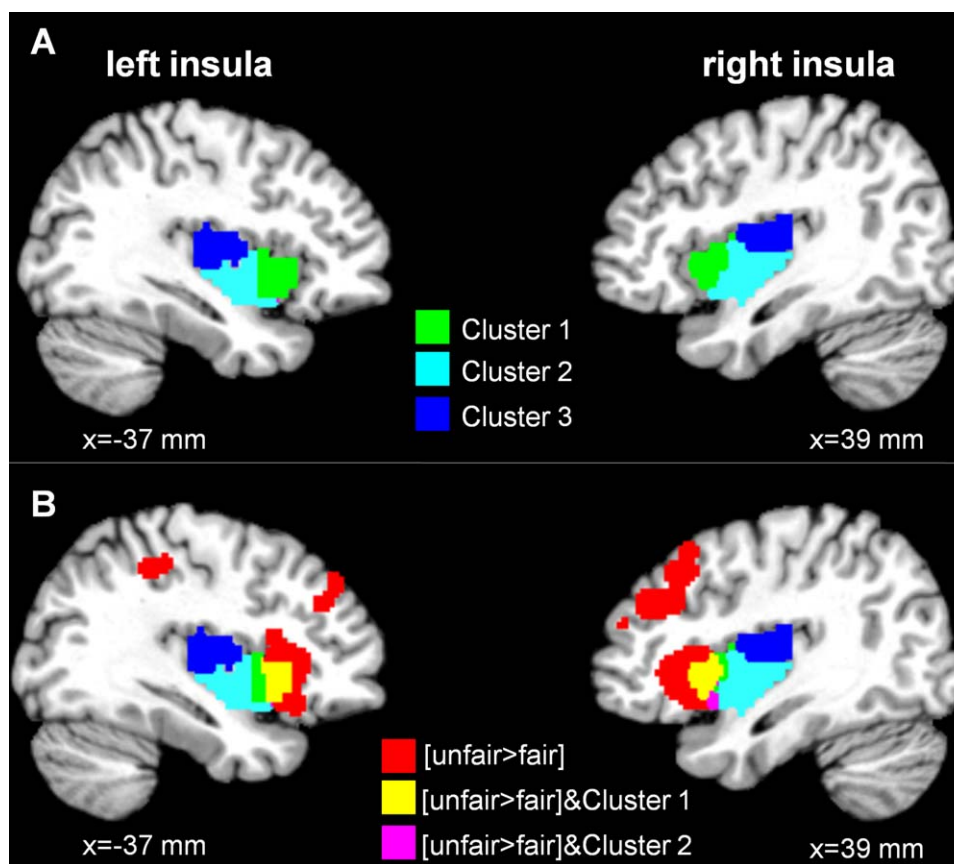 A
left insula
right insula
Cluster 1
Cluster 2
Cluster 3
x=-37 mm
x=39 mm
B
[unfair>fair]
[unfair>fair]&Cluster 1
[unfair>fair]&Cluster 2
x=-37 mm
x=39 mm